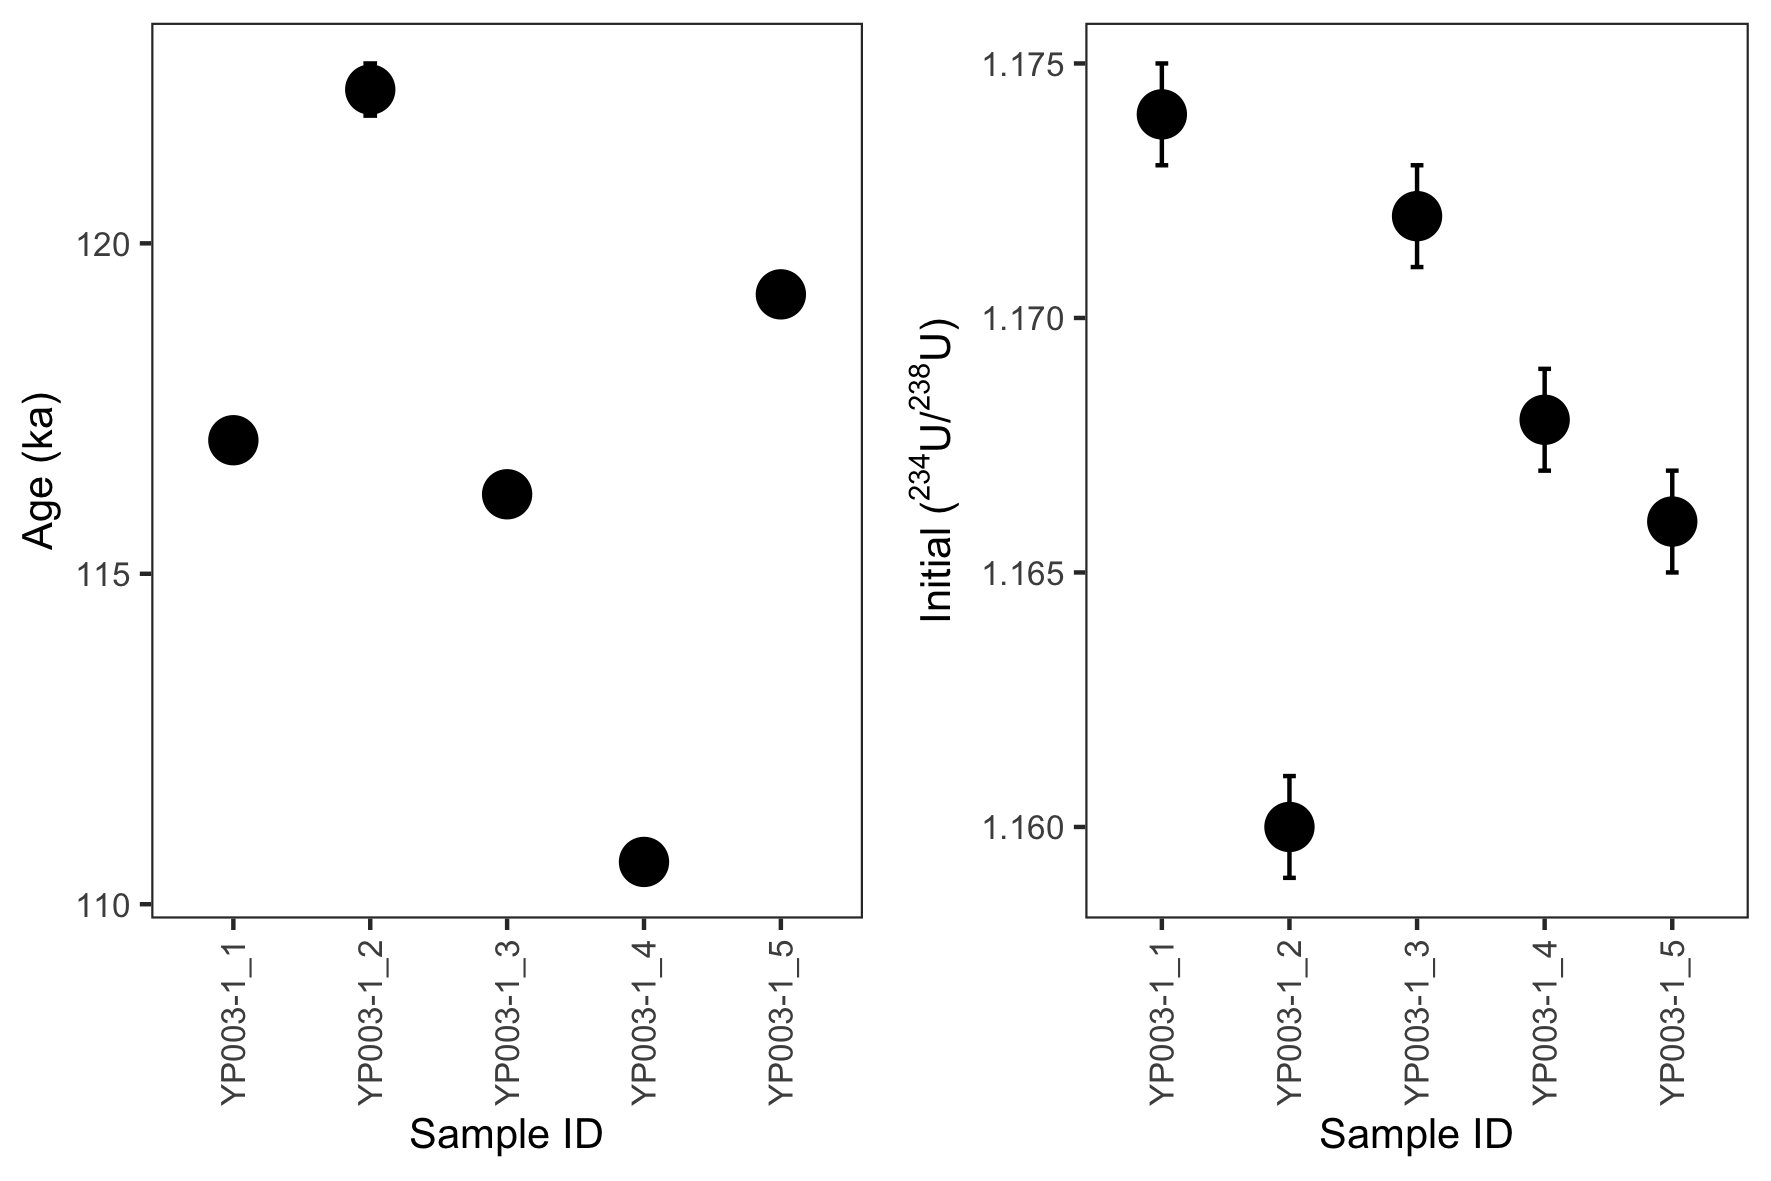 Age (ka)
120
115
110
YP003-1_1
YP003-1_2
YP003-1_3
YP003-1_4
YP003-1_5
Sample ID
Initial (²³⁴U/²³⁸U)
1.175
1.170
1.165
1.160
YP003-1_1
YP003-1_2
YP003-1_3
YP003-1_4
YP003-1_5
Sample ID